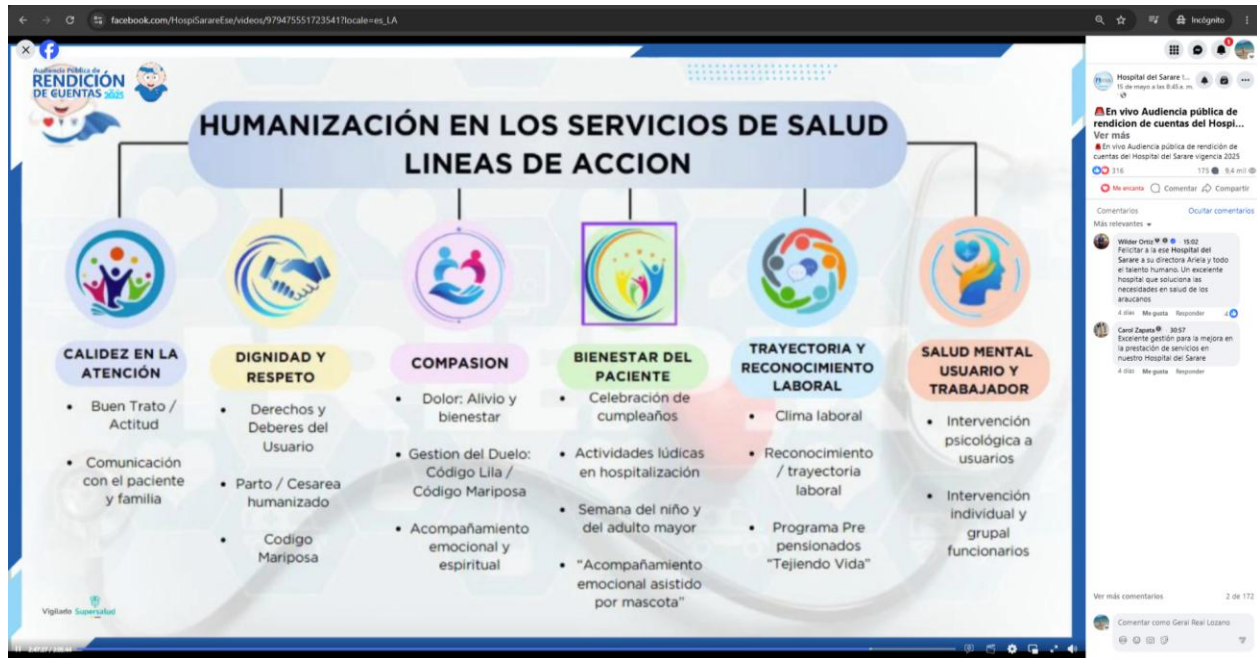 facebook.com/HospiSarareEse/videos/979475551723541?locale=es_LA
Incógnito
Audiencia Pública de
RENDICIÓN
DE CUENTAS 2025
HUMANIZACIÓN EN LOS SERVICIOS DE SALUD
LINEAS DE ACCION
CALIDEZ EN LA
ATENCIÓN
• Buen Trato /
Actitud
• Comunicación
con el paciente
y familia
DIGNIDAD Y
RESPETO
• Derechos y
Deberes del
Usuario
• Parto / Cesarea
humanizado
• Codigo
Mariposa
COMPASION
• Dolor: Alivio y
bienestar
• Gestion del Duelo:
Código Lila /
Código Mariposa
• Acompañamiento
emocional y
espiritual
BIENESTAR DEL
PACIENTE
• Celebración de
cumpleaños
• Actividades lúdicas
en hospitalización
• Semana del niño y
del adulto mayor
• "Acompañamiento
emocional asistido
por mascota"
TRAYECTORIA Y
RECONOCIMIENTO
LABORAL
• Clima laboral
• Reconocimiento
/ trayectoria
laboral
• Programa Pre
pensionados
"Tejiendo Vida"
SALUD MENTAL
USUARIO Y
TRABAJADOR
• Intervención
psicológica a
usuarios
• Intervención
individual y
grupal
funcionarios
Vigilado Supersalud
Hospital del Sarare
15 de mayo a las 8:45 a. m.
En vivo Audiencia pública de
rendicion de cuentas del Hospi...
Ver más
En vivo Audiencia pública de rendición de
cuentas del Hospital del Sarare vigencia 2025
316
175
9,4 mil
Me encanta
Comentar
Compartir
Comentarios
Ocultar comentarios
Más relevantes
Wilder Ortiz
15:02
Felicitar a la ese Hospital del
Sarare a su directora Ariela y todo
el talento humano. Un excelente
hospital que soluciona las
necesidades en salud de los
araucanos
4 días Me gusta Responder
4
Carol Zapata
30:57
Excelente gestión para la mejora en
la prestación de servicios en
nuestro Hospital del Sarare
4 días Me gusta Responder
Ver más comentarios
2 de 172
Comentar como Geral Real Lozano